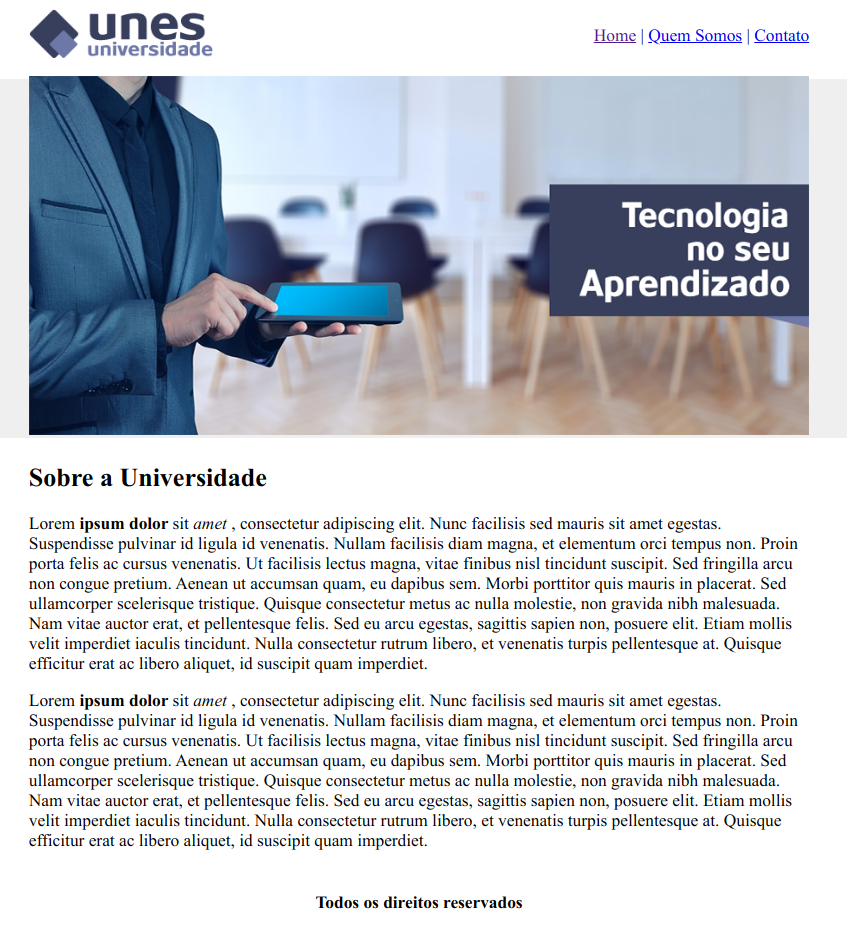 unes
universidade
Home | Quem Somos | Contato
Tecnologia
no seu
Aprendizado
Sobre a Universidade
Lorem ipsum dolor sit amet , consectetur adipiscing elit. Nunc facilisis sed mauris sit amet egestas.
Suspendisse pulvinar id ligula id venenatis. Nullam facilisis diam magna, et elementum orci tempus non. Proin
porta felis ac cursus venenatis. Ut facilisis lectus magna, vitae finibus nisl tincidunt suscipit. Sed fringilla arcu
non congue pretium. Aenean ut accumsan quam, eu dapibus sem. Morbi porttitor quis mauris in placerat. Sed
ullamcorper scelerisque tristique. Quisque consectetur metus ac nulla molestie, non gravida nibh malesuada.
Nam vitae auctor erat, et pellentesque felis. Sed eu arcu egestas, sagittis sapien non, posuere elit. Etiam mollis
velit imperdiet iaculis tincidunt. Nulla consectetur rutrum libero, et venenatis turpis pellentesque at. Quisque
efficitur erat ac libero aliquet, id suscipit quam imperdiet.
Lorem ipsum dolor sit amet , consectetur adipiscing elit. Nunc facilisis sed mauris sit amet egestas.
Suspendisse pulvinar id ligula id venenatis. Nullam facilisis diam magna, et elementum orci tempus non. Proin
porta felis ac cursus venenatis. Ut facilisis lectus magna, vitae finibus nisl tincidunt suscipit. Sed fringilla arcu
non congue pretium. Aenean ut accumsan quam, eu dapibus sem. Morbi porttitor quis mauris in placerat. Sed
ullamcorper scelerisque tristique. Quisque consectetur metus ac nulla molestie, non gravida nibh malesuada.
Nam vitae auctor erat, et pellentesque felis. Sed eu arcu egestas, sagittis sapien non, posuere elit. Etiam mollis
velit imperdiet iaculis tincidunt. Nulla consectetur rutrum libero, et venenatis turpis pellentesque at. Quisque
efficitur erat ac libero aliquet, id suscipit quam imperdiet.
Todos os direitos reservados